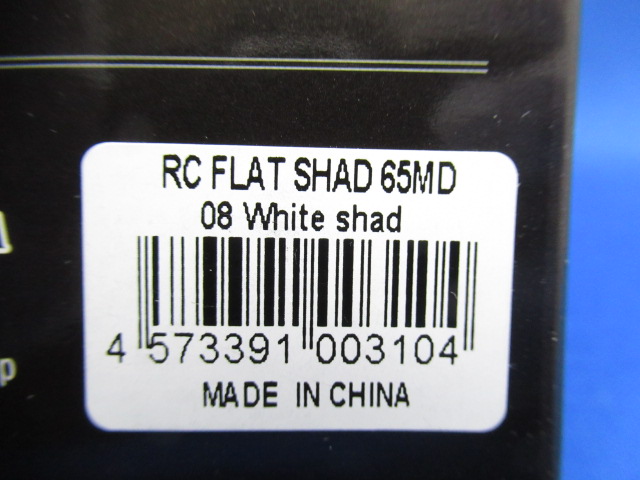 RC FLAT SHAD 65MD
08 White shad
4 573391 003104
MADE IN CHINA
p